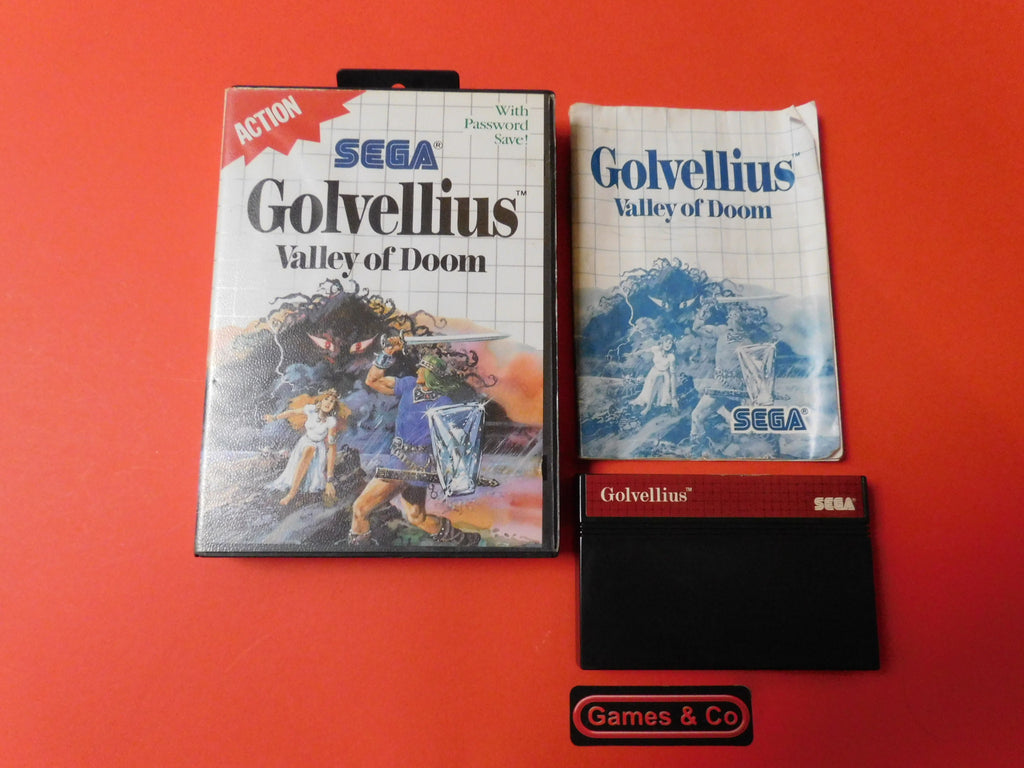 ACTION
With
Password
Save!
SEGA®
Golvellius™
Valley of Doom
Golvellius™
Valley of Doom
SEGA®
Golvellius™
SEGA®
Games & Co